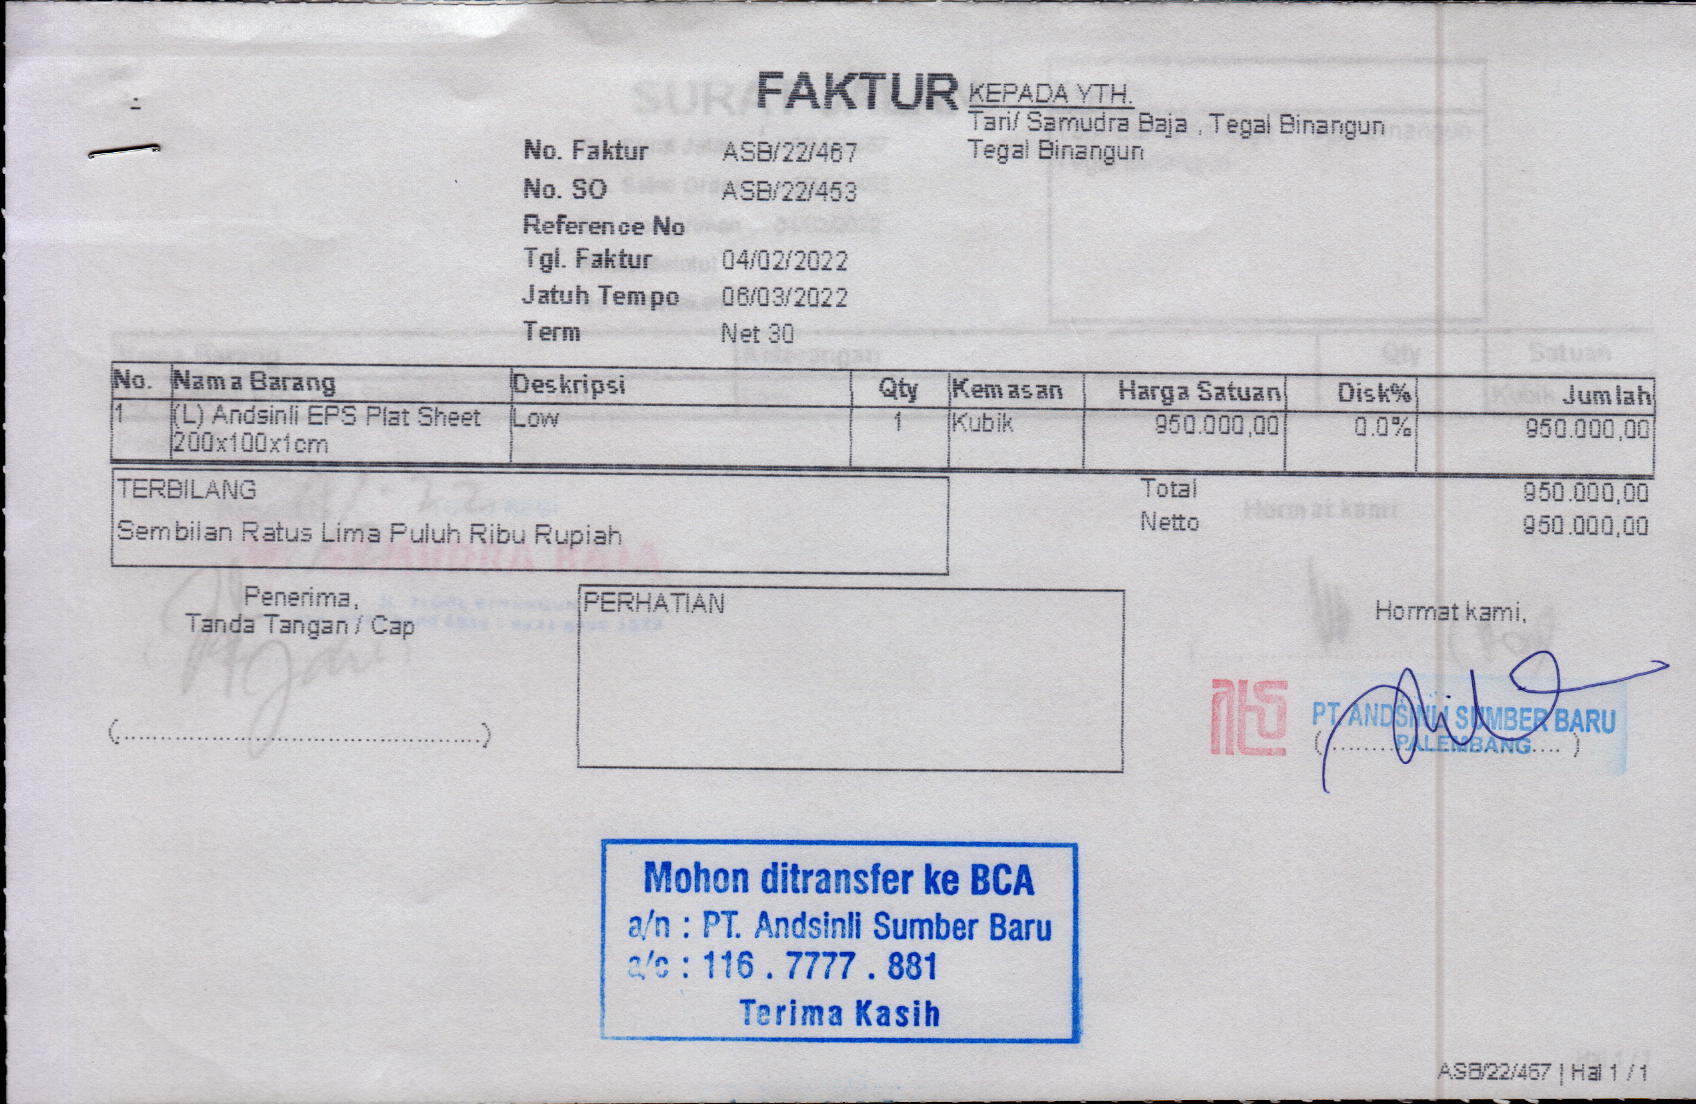 FAKTUR
KEPADA YTH.
Tari/ Samudra Baja , Tegal Binangun
Tegal Binangun
No. Faktur ASB/22/467
No. SO ASB/22/453
Reference No
Tgl. Faktur 04/02/2022
Jatuh Tempo 06/03/2022
Term Net 30
No. Nama Barang Deskripsi Qty Kemasan Harga Satuan Disk% Jumlah
1 (L) Andsinli EPS Plat Sheet Low 1 Kubik 950.000,00 0.0% 950.000,00
200x100x1cm
TERBILANG
Sembilan Ratus Lima Puluh Ribu Rupiah
Total 950.000,00
Netto 950.000,00
Penerima,
Tanda Tangan / Cap
(..............................................)
PERHATIAN
Hormat kami,
PT. ANDSINLI SUMBER BARU
PALEMBANG
Mohon ditransfer ke BCA
a/n : PT. Andsinli Sumber Baru
a/c : 116 . 7777 . 881
Terima Kasih
ASB/22/467 | Hal 1 / 1